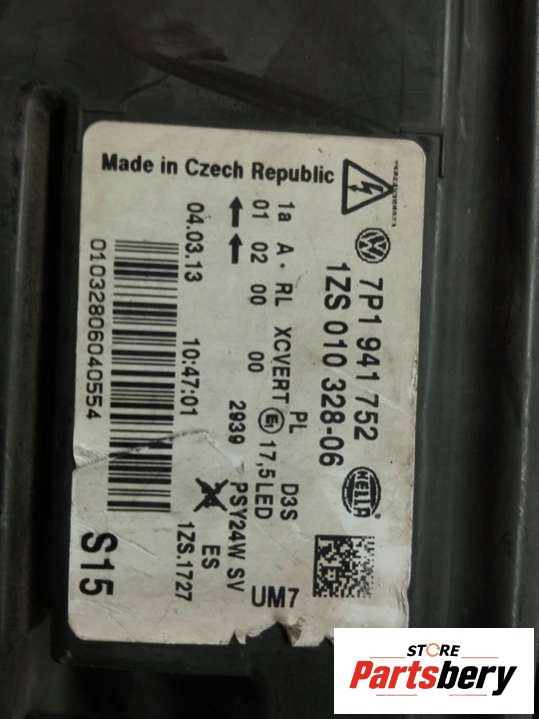 Made in Czech Republic
7P1 941 752
1ZS 010 328-06
HELLA
1a A · RL XCVERT PL D3S
01 02 00 00 E1 17,5 LED
2939 PSY24W SV
UM7
04.03.13 10:47:01 ES
1ZS.1727
01032806040554
S15
STORE
Partsbery